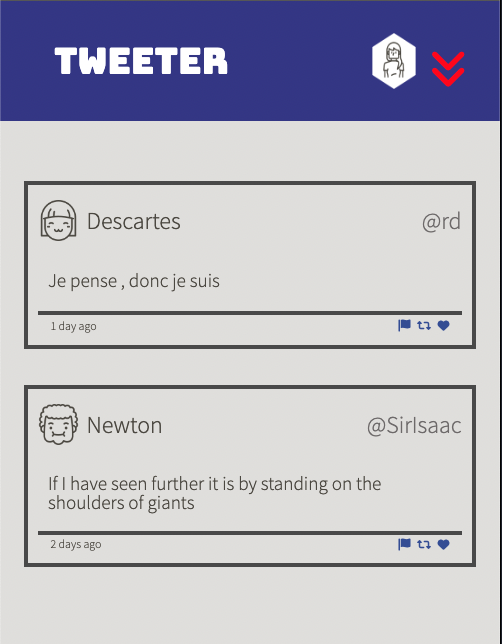 TWEETER
Descartes @rd
Je pense , donc je suis
1 day ago
Newton @SirIsaac
If I have seen further it is by standing on the
shoulders of giants
2 days ago